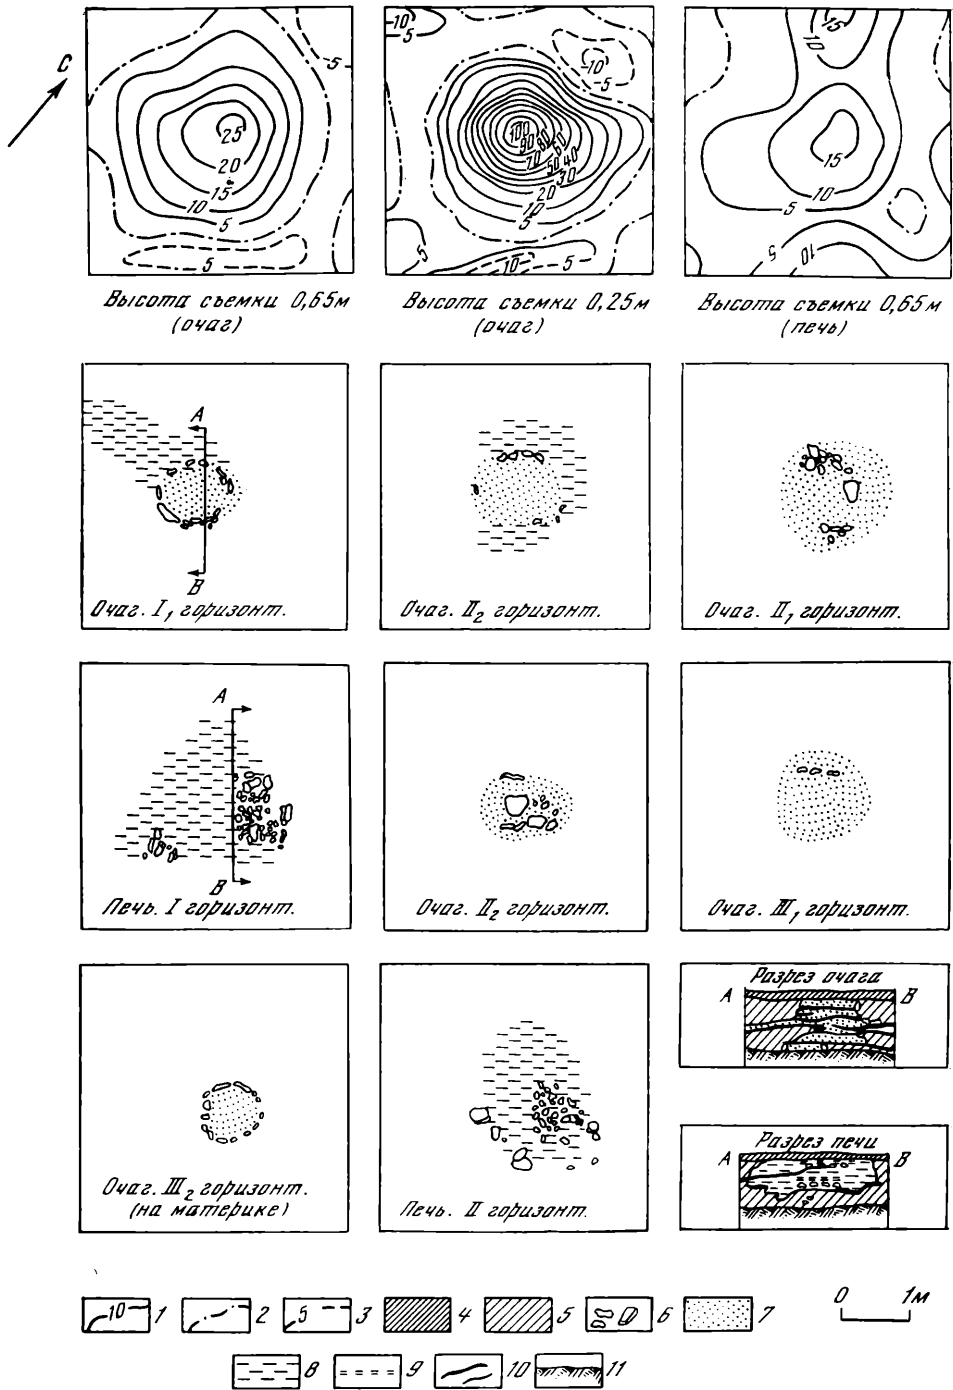 С
25
20
15
10
5
5
5
10
5
10
5
100
90
80
70
60
50
40
30
20
10
5
10
5
15
10
15
10
5
5
10
Высота съемки 0,65м
(очаг)
Высота съемки 0,25м
(очаг)
Высота съемки 0,65м
(печь)
А
В
Очаг. I₁ горизонт.
Очаг. II₂ горизонт.
Очаг. II₁ горизонт.
А
В
Печь. I горизонт.
Очаг. II₂ горизонт.
Очаг. III₁ горизонт.
Очаг. III₂ горизонт.
(на материке)
Печь. II горизонт.
Разрез очага
А В
Разрез печи
А В
10 1
2
5 3
4
5
6
7
0 1м
8
9
10
11